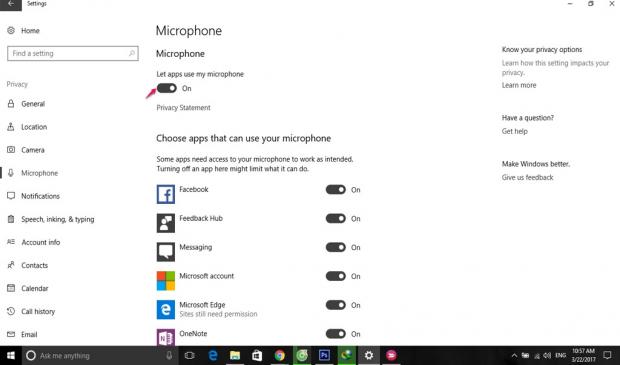 Settings
Home
Find a setting
Privacy
General
Location
Camera
Microphone
Notifications
Speech, inking, & typing
Account info
Contacts
Calendar
Call history
Email
Microphone
Microphone
Let apps use my microphone
On
Privacy Statement
Choose apps that can use your microphone
Some apps need access to your microphone to work as intended.
Turning off an app here might limit what it can do.
Facebook On
Feedback Hub On
Messaging On
Microsoft account On
Microsoft Edge On
Sites still need permission
OneNote On
Know your privacy options
Learn how this setting impacts your
privacy.
Learn more
Have a question?
Get help
Make Windows better.
Give us feedback
Ask me anything
ENG
10:57 AM
3/22/2017